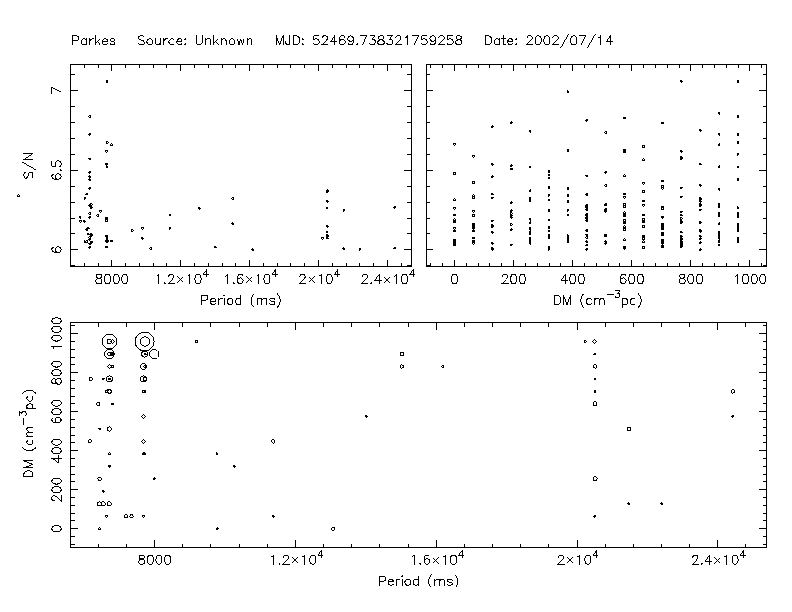 Parkes Source: Unknown MJD: 52469.738321759258 Date: 2002/07/14
7
6.5
6
S/N
8000 1.2×10⁴ 1.6×10⁴ 2×10⁴ 2.4×10⁴
Period (ms)
0 200 400 600 800 1000
DM (cm⁻³pc)
1000
800
600
400
200
0
DM (cm⁻³pc)
8000 1.2×10⁴ 1.6×10⁴ 2×10⁴ 2.4×10⁴
Period (ms)